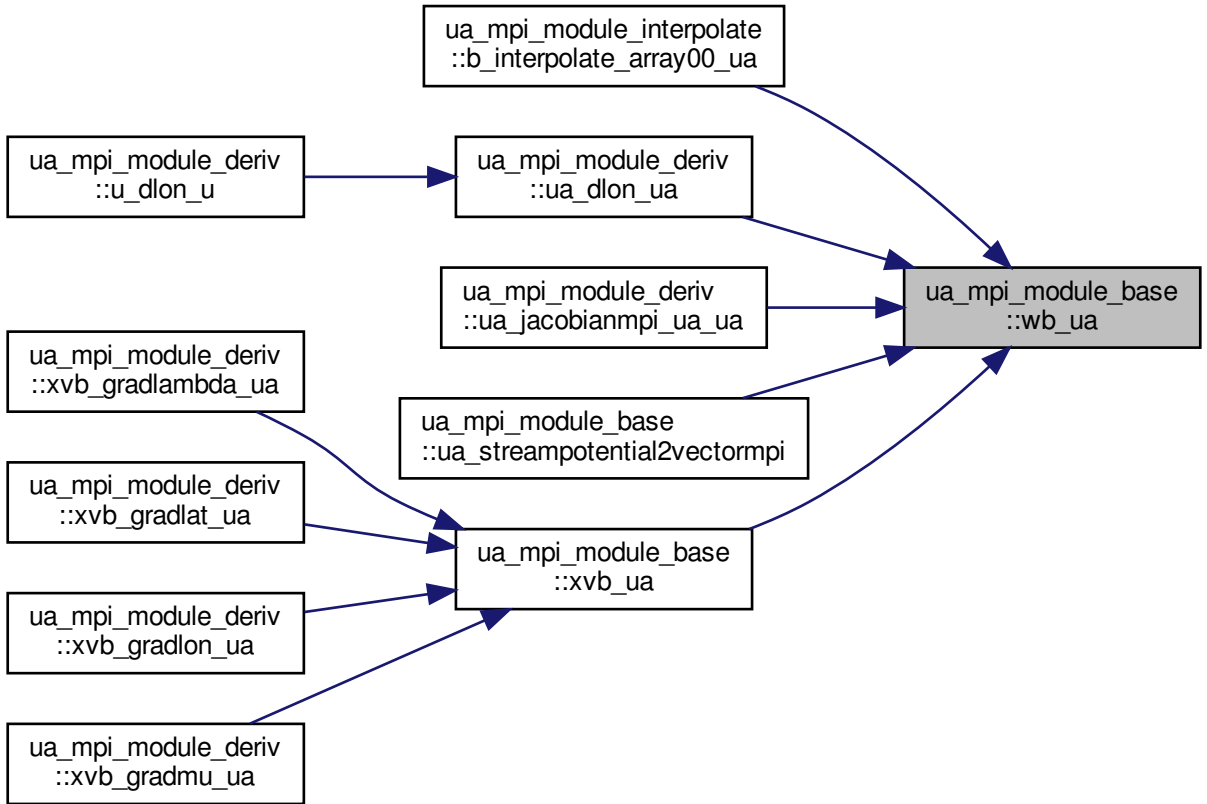 ua_mpi_module_interpolate
::b_interpolate_array00_ua
ua_mpi_module_deriv
::u_dlon_u
ua_mpi_module_deriv
::ua_dlon_ua
ua_mpi_module_deriv
::ua_jacobianmpi_ua_ua
ua_mpi_module_base
::wb_ua
ua_mpi_module_deriv
::xvb_gradlambda_ua
ua_mpi_module_base
::ua_streampotential2vectormpi
ua_mpi_module_deriv
::xvb_gradlat_ua
ua_mpi_module_base
::xvb_ua
ua_mpi_module_deriv
::xvb_gradlon_ua
ua_mpi_module_deriv
::xvb_gradmu_ua